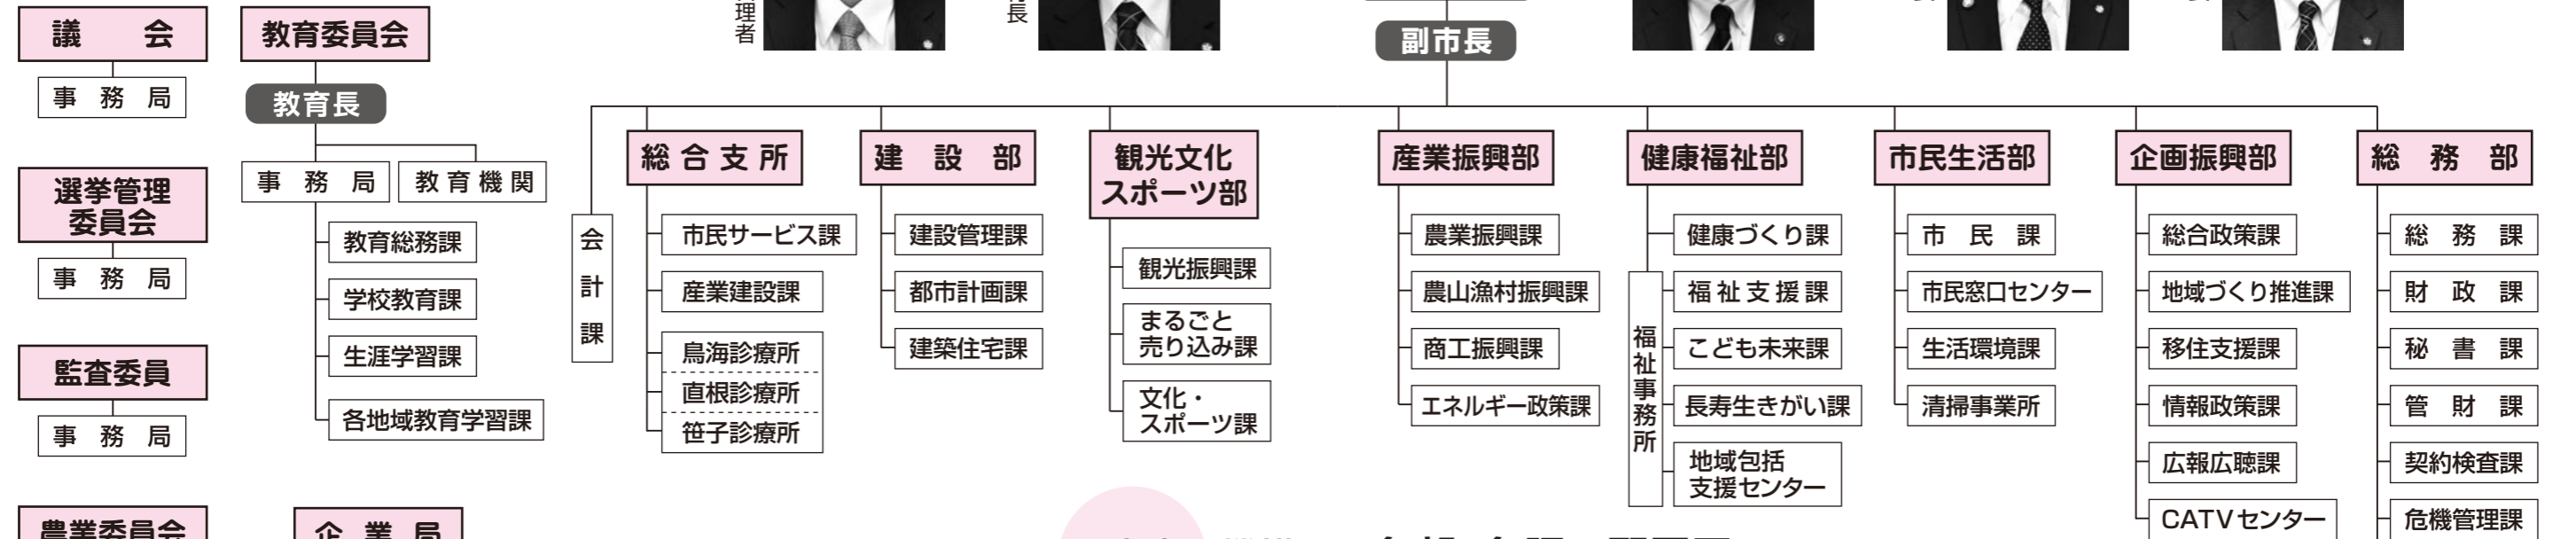 議　会
事務局
選挙管理
委員会
事務局
監査委員
事務局
農業委員会
教育委員会
教育長
事務局
教育機関
教育総務課
学校教育課
生涯学習課
各地域教育学習課
企業局
理者
長
副市長
会計課
総合支所
市民サービス課
産業建設課
鳥海診療所
直根診療所
笹子診療所
建設部
建設管理課
都市計画課
建築住宅課
観光文化
スポーツ部
観光振興課
まるごと
売り込み課
文化・
スポーツ課
産業振興部
農業振興課
農山漁村振興課
商工振興課
エネルギー政策課
健康福祉部
健康づくり課
福祉事務所
福祉支援課
こども未来課
長寿生きがい課
地域包括
支援センター
市民生活部
市民課
市民窓口センター
生活環境課
清掃事業所
企画振興部
総合政策課
地域づくり推進課
移住支援課
情報政策課
広報広聴課
CATVセンター
総務部
総務課
財政課
秘書課
管財課
契約検査課
危機管理課